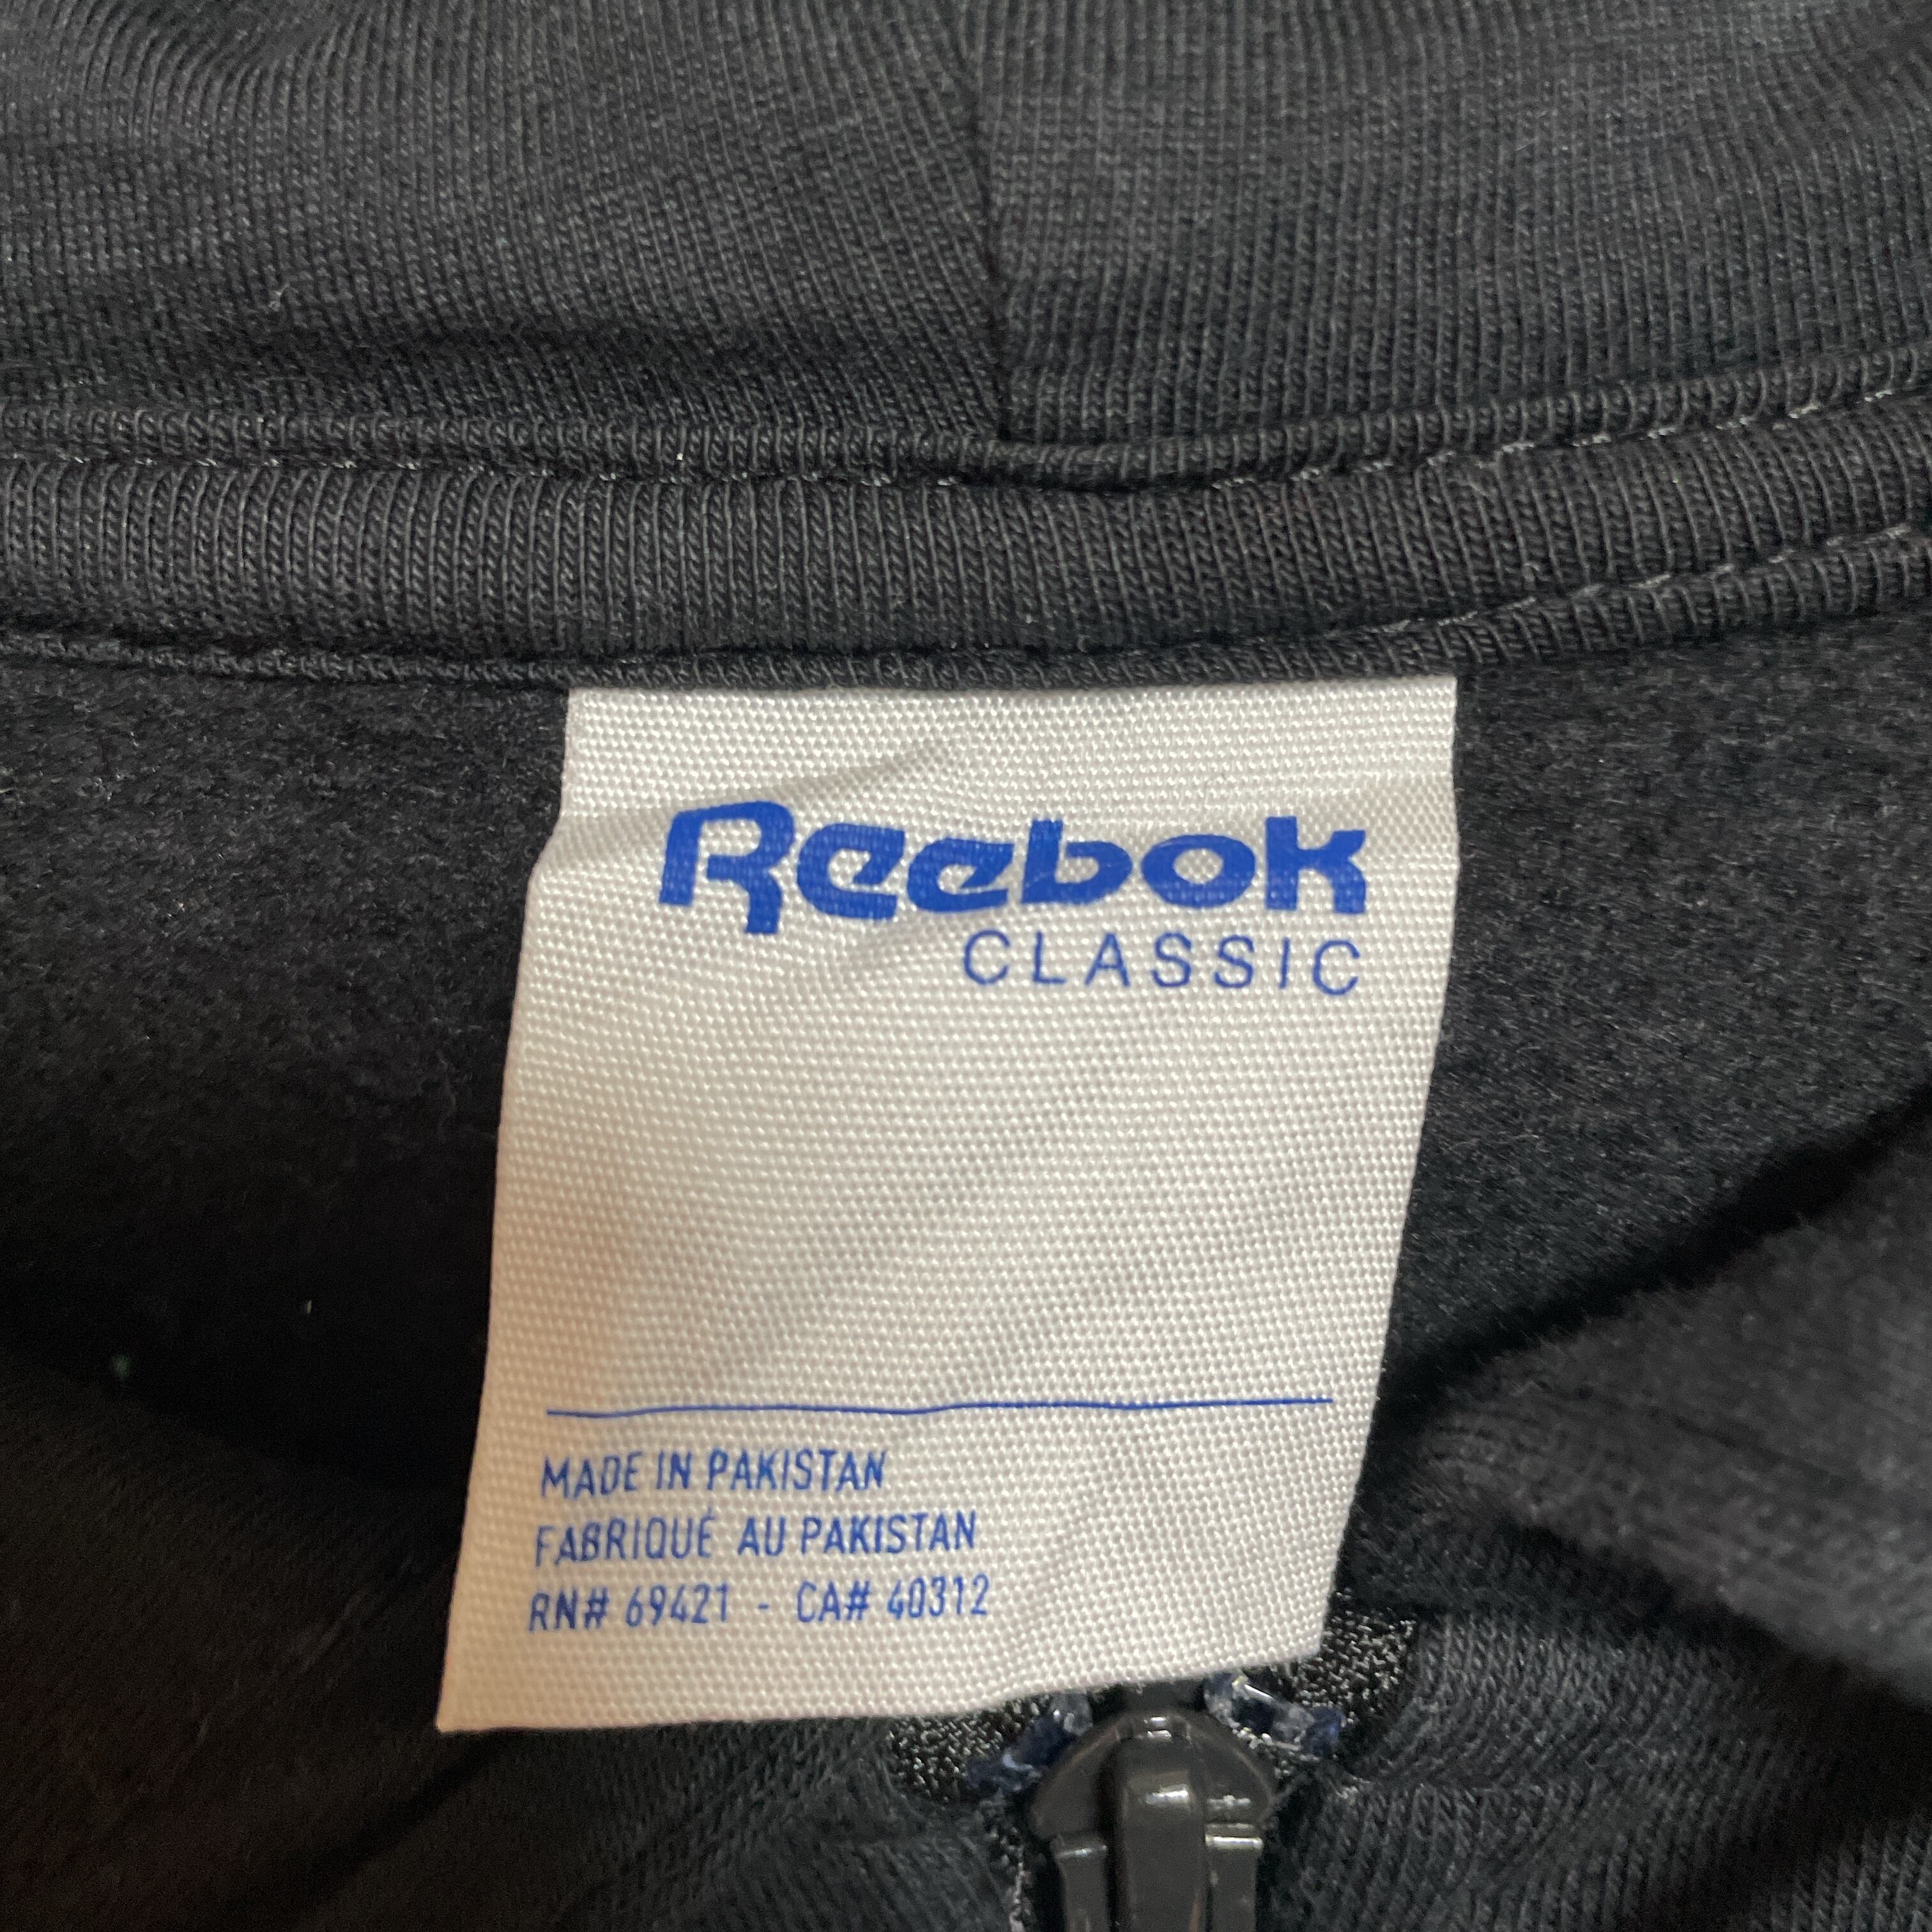 Reebok
CLASSIC
MADE IN PAKISTAN
FABRIQUÉ AU PAKISTAN
RN# 69421 - CA# 40312